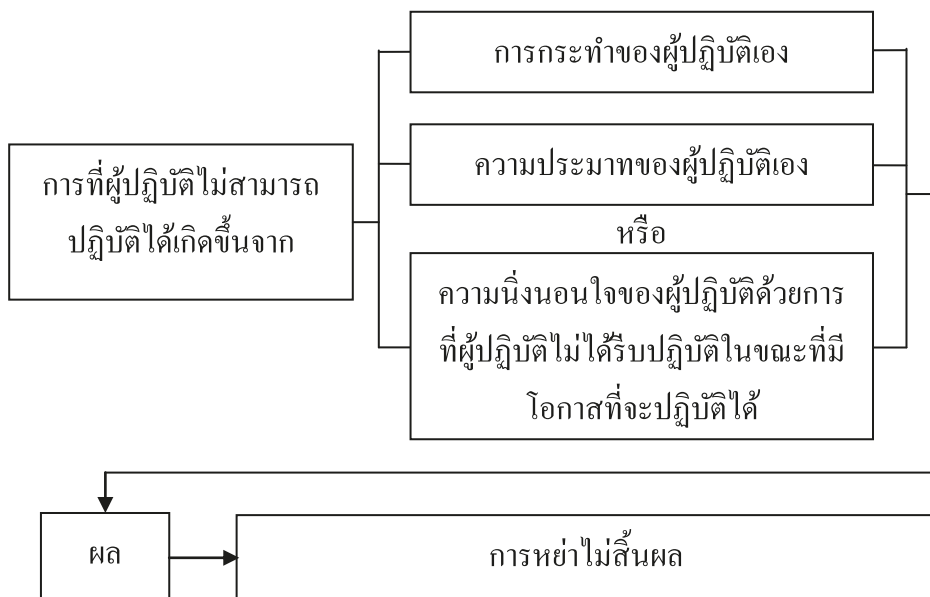 การที่ผู้ปฏิบัติไม่สามารถ
ปฏิบัติได้เกิดขึ้นจาก
การกระทำของผู้ปฏิบัติเอง
ความประมาทของผู้ปฏิบัติเอง
หรือ
ความนิ่งนอนใจของผู้ปฏิบัติด้วยการ
ที่ผู้ปฏิบัติไม่ได้รีบปฏิบัติในขณะที่มี
โอกาสที่จะปฏิบัติได้
ผล
การหย่าไม่สิ้นผล